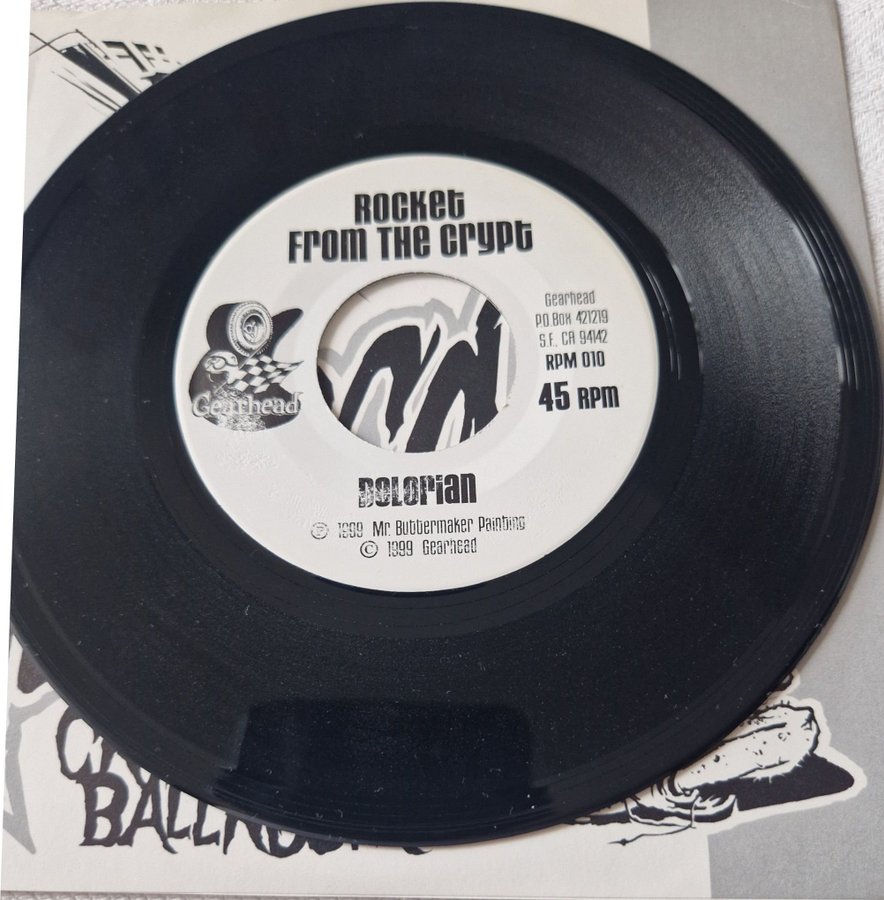 ROCKET
FROM THE CRYPT
Gearhead
Gearhead
P.O.BOX 421219
S.F., CA 94142
RPM 010
45 RPM
DOLORIAN
℗ 1999 Mr. Buttermaker Painting
© 1999 Gearhead